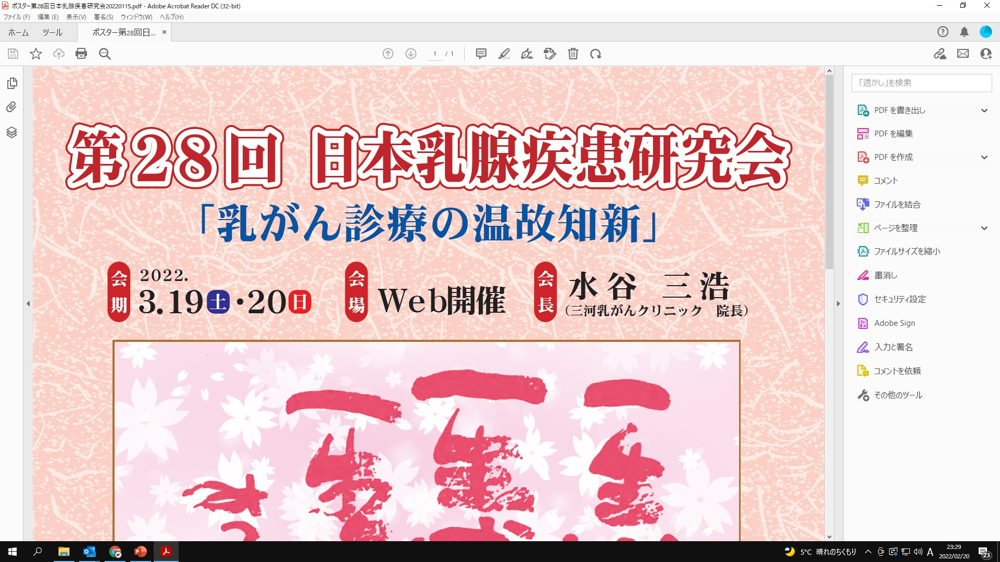 ポスター第28回日本乳腺疾患研究会20220115.pdf - Adobe Acrobat Reader DC (32-bit)
ファイル (F) 編集 (E) 表示(V) 署名(S) ウィンドウ(W) ヘルプ(H)
ホーム ツール ポスター第28回日... ×
1 / 1
「透かし」を検索
PDF を書き出し
PDF を編集
PDF を作成
コメント
ファイルを結合
ページを整理
ファイルサイズを縮小
墨消し
セキュリティ設定
Adobe Sign
入力と署名
コメントを依頼
その他のツール
第28回 日本乳腺疾患研究会
「乳がん診療の温故知新」
会期 2022.
3.19土・20日
会場 Web開催
会長 水谷 三浩
（三河乳がんクリニック 院長）
5°C 晴れのちくもり
A
23:29
2022/02/20
23